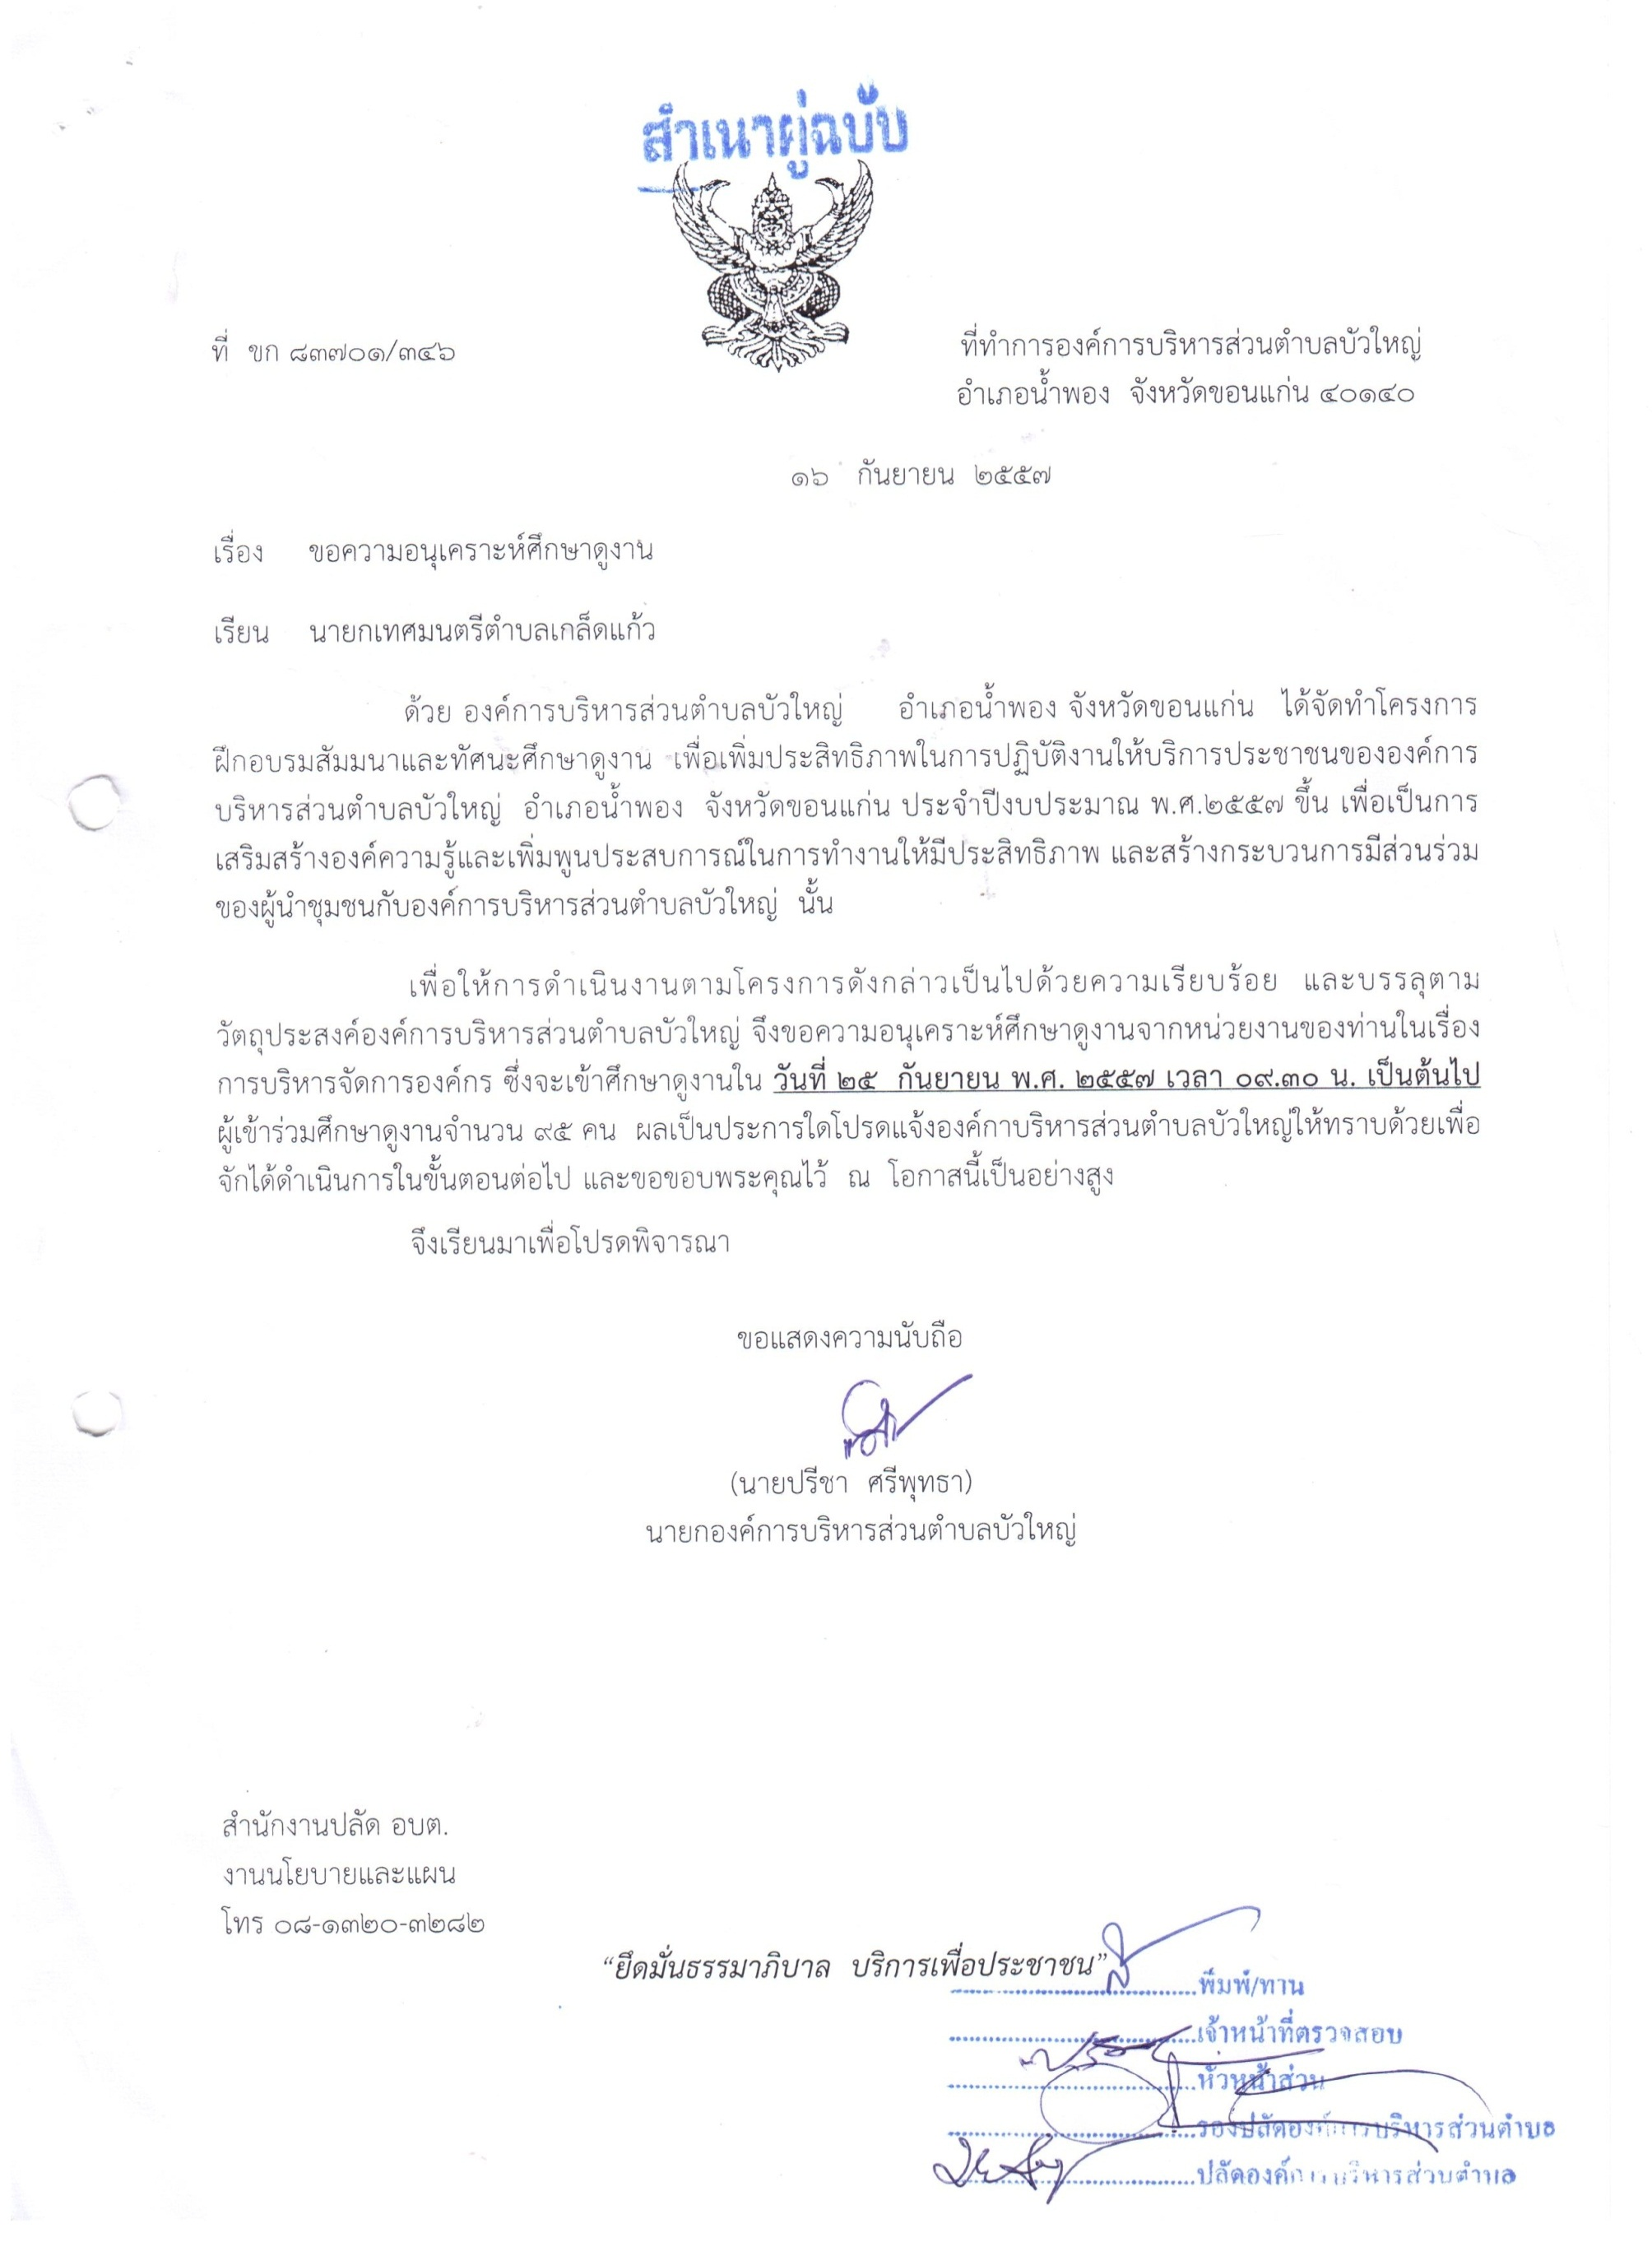 สำเนาคู่ฉบับ
ที่ ขก ๘๓๗๐๑/๓๔๖
ที่ทำการองค์การบริหารส่วนตำบลบัวใหญ่
อำเภอน้ำพอง จังหวัดขอนแก่น ๔๐๑๔๐
๑๖ กันยายน ๒๕๕๗
เรื่อง ขอความอนุเคราะห์ศึกษาดูงาน
เรียน นายกเทศมนตรีตำบลเกล็ดแก้ว
ด้วย องค์การบริหารส่วนตำบลบัวใหญ่ อำเภอน้ำพอง จังหวัดขอนแก่น ได้จัดทำโครงการ
ฝึกอบรมสัมมนาและทัศนะศึกษาดูงาน เพื่อเพิ่มประสิทธิภาพในการปฏิบัติงานให้บริการประชาชนขององค์การ
บริหารส่วนตำบลบัวใหญ่ อำเภอน้ำพอง จังหวัดขอนแก่น ประจำปีงบประมาณ พ.ศ.๒๕๕๗ ขึ้น เพื่อเป็นการ
เสริมสร้างองค์ความรู้และเพิ่มพูนประสบการณ์ในการทำงานให้มีประสิทธิภาพ และสร้างกระบวนการมีส่วนร่วม
ของผู้นำชุมชนกับองค์การบริหารส่วนตำบลบัวใหญ่ นั้น
เพื่อให้การดำเนินงานตามโครงการดังกล่าวเป็นไปด้วยความเรียบร้อย และบรรลุตาม
วัตถุประสงค์องค์การบริหารส่วนตำบลบัวใหญ่ จึงขอความอนุเคราะห์ศึกษาดูงานจากหน่วยงานของท่านในเรื่อง
การบริหารจัดการองค์กร ซึ่งจะเข้าศึกษาดูงานใน วันที่ ๒๕ กันยายน พ.ศ. ๒๕๕๗ เวลา ๐๙.๓๐ น. เป็นต้นไป
ผู้เข้าร่วมศึกษาดูงานจำนวน ๙๕ คน ผลเป็นประการใดโปรดแจ้งองค์กาบริหารส่วนตำบลบัวใหญ่ให้ทราบด้วยเพื่อ
จักได้ดำเนินการในขั้นตอนต่อไป และขอขอบพระคุณไว้ ณ โอกาสนี้เป็นอย่างสูง
จึงเรียนมาเพื่อโปรดพิจารณา
ขอแสดงความนับถือ
(นายปรีชา ศรีพุทธา)
นายกองค์การบริหารส่วนตำบลบัวใหญ่
สำนักงานปลัด อบต.
งานนโยบายและแผน
โทร ๐๘-๑๓๒๐-๓๒๘๒
“ยึดมั่นธรรมาภิบาล บริการเพื่อประชาชน”
พิมพ์/ทาน
เจ้าหน้าที่ตรวจสอบ
หัวหน้าส่วน
รองปลัดองค์การบริหารส่วนตำบล
ปลัดองค์การบริหารส่วนตำบล